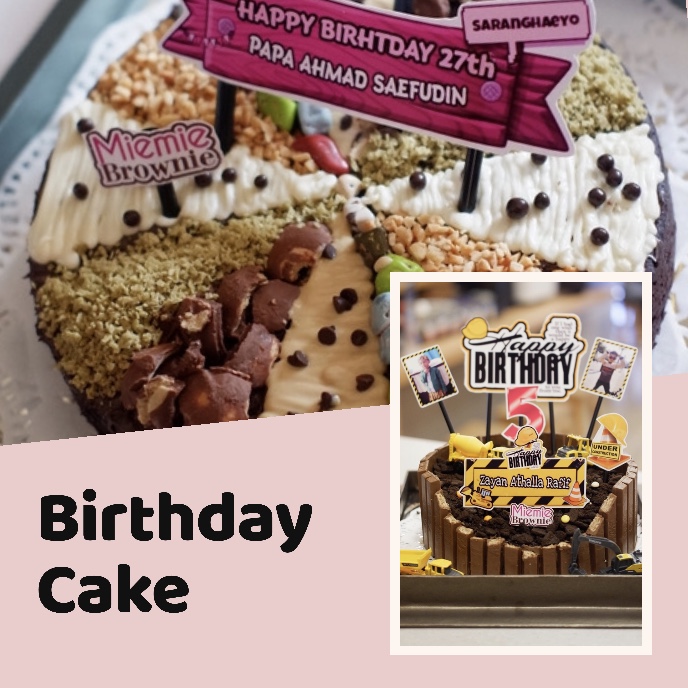 HAPPY BIRHTDAY 27th
PAPA AHMAD SAEFUDIN
SARANGHAEYO
Miemie
Brownie
Happy
BIRTHDAY
5
UNDER
CONSTRUCTION
Happy
BIRTHDAY
Zayan Athalla Rasif
Miemie
Brownie
Birthday
Cake